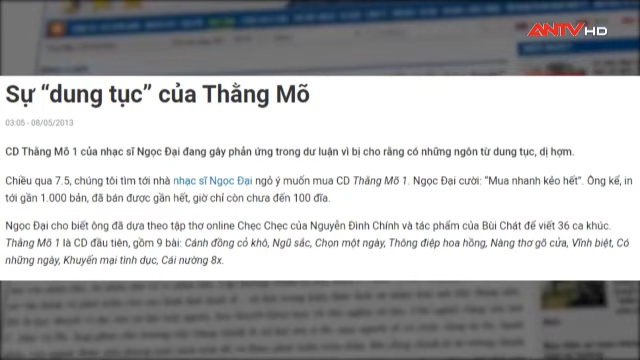 ANTV HD
Sự “dung tục” của Thằng Mõ
03:05 - 08/05/2013
CD Thằng Mõ 1 của nhạc sĩ Ngọc Đại đang gây phản ứng trong dư luận vì bị cho rằng có những ngôn từ dung tục, dị hợm.
Chiều qua 7.5, chúng tôi tìm tới nhà nhạc sĩ Ngọc Đại ngỏ ý muốn mua CD Thằng Mõ 1. Ngọc Đại cười: “Mua nhanh kẻo hết”. Ông kể, in
tới gần 1.000 bản, đã bán được gần hết, giờ chỉ còn chưa đến 100 đĩa.
Ngọc Đại cho biết ông đã dựa theo tập thơ online Chẹc Chẹc của Nguyễn Đình Chính và tác phẩm của Bùi Chát để viết 36 ca khúc.
Thằng Mõ 1 là CD đầu tiên, gồm 9 bài: Cánh đồng cỏ khô, Ngũ sắc, Chọn một ngày, Thông điệp hoa hồng, Nàng thơ gõ cửa, Vĩnh biệt, Có
những ngày, Khuyến mại tình dục, Cái nường 8x.